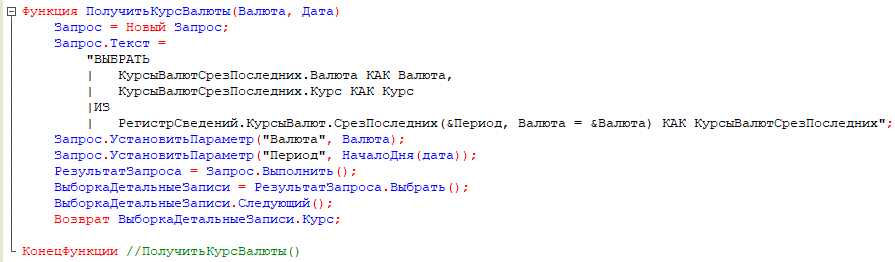 Функция ПолучитьКурсВалюты(Валюта, Дата)
Запрос = Новый Запрос;
Запрос.Текст =
"ВЫБРАТЬ
| КурсыВалютСрезПоследних.Валюта КАК Валюта,
| КурсыВалютСрезПоследних.Курс КАК Курс
|ИЗ
| РегистрСведений.КурсыВалют.СрезПоследних(&Период, Валюта = &Валюта) КАК КурсыВалютСрезПоследних";
Запрос.УстановитьПараметр("Валюта", Валюта);
Запрос.УстановитьПараметр("Период", НачалоДня(дата));
РезультатЗапроса = Запрос.Выполнить();
ВыборкаДетальныеЗаписи = РезультатЗапроса.Выбрать();
ВыборкаДетальныеЗаписи.Следующий();
Возврат ВыборкаДетальныеЗаписи.Курс;
КонецФункции //ПолучитьКурсВалюты()